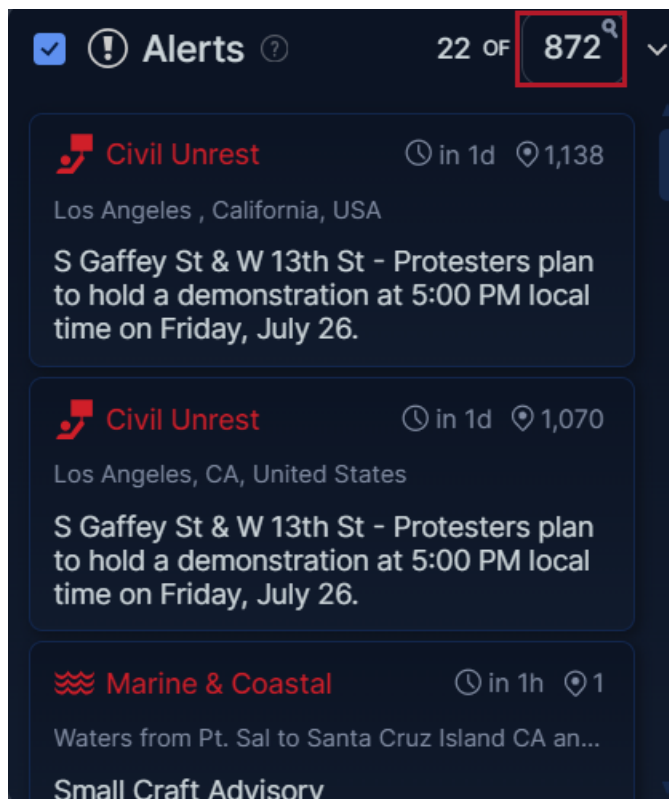 Alerts ? 22 OF 872
Civil Unrest in 1d 1,138
Los Angeles , California, USA
S Gaffey St & W 13th St - Protesters plan
to hold a demonstration at 5:00 PM local
time on Friday, July 26.
Civil Unrest in 1d 1,070
Los Angeles, CA, United States
S Gaffey St & W 13th St - Protesters plan
to hold a demonstration at 5:00 PM local
time on Friday, July 26.
Marine & Coastal in 1h 1
Waters from Pt. Sal to Santa Cruz Island CA an...
Small Craft Advisory